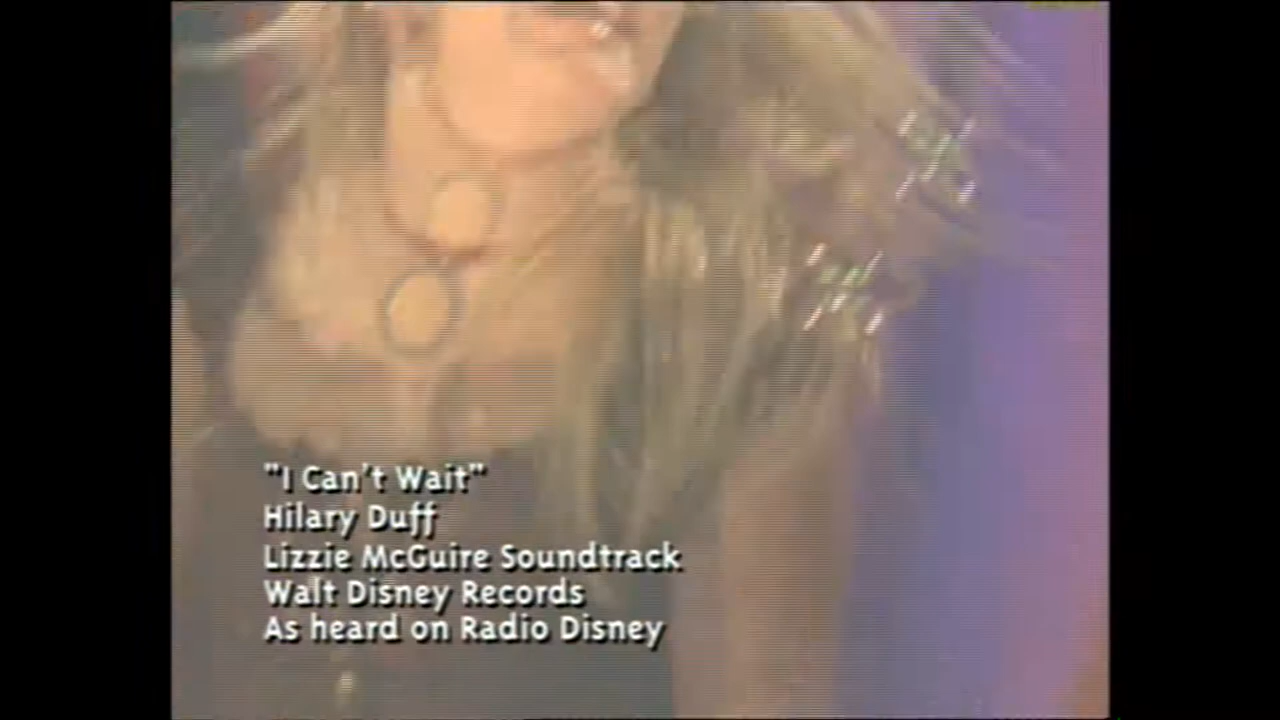 "I Can't Wait"
Hilary Duff
Lizzie McGuire Soundtrack
Walt Disney Records
As heard on Radio Disney